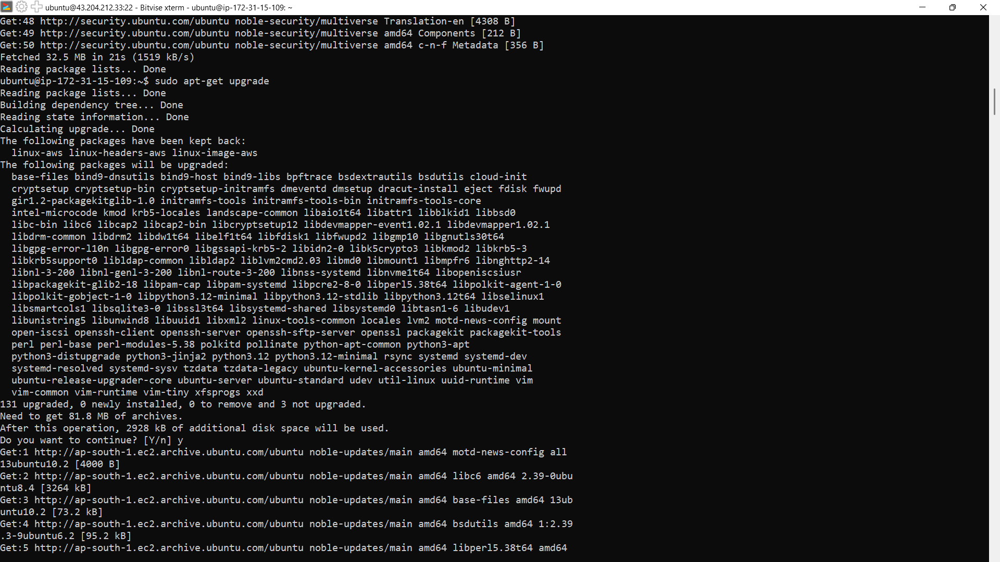 ubuntu@43.204.212.33:22 - Bitvise xterm - ubuntu@ip-172-31-15-109: ~
Get:48 http://security.ubuntu.com/ubuntu noble-security/multiverse Translation-en [4308 B]
Get:49 http://security.ubuntu.com/ubuntu noble-security/multiverse amd64 Components [212 B]
Get:50 http://security.ubuntu.com/ubuntu noble-security/multiverse amd64 c-n-f Metadata [356 B]
Fetched 32.5 MB in 21s (1519 kB/s)
Reading package lists... Done
ubuntu@ip-172-31-15-109:~$ sudo apt-get upgrade
Reading package lists... Done
Building dependency tree... Done
Reading state information... Done
Calculating upgrade... Done
The following packages have been kept back:
  linux-aws linux-headers-aws linux-image-aws
The following packages will be upgraded:
  base-files bind9-dnsutils bind9-host bind9-libs bpftrace bsdextrautils bsdutils cloud-init
  cryptsetup cryptsetup-bin cryptsetup-initramfs dmeventd dmsetup dracut-install eject fdisk fwupd
  gir1.2-packagekitglib-1.0 initramfs-tools initramfs-tools-bin initramfs-tools-core
  intel-microcode kmod krb5-locales landscape-common libaio1t64 libattr1 libblkid1 libbsd0
  libc-bin libc6 libcap2 libcap2-bin libcryptsetup12 libdevmapper-event1.02.1 libdevmapper1.02.1
  libdrm-common libdrm2 libdw1t64 libelf1t64 libfdisk1 libfwupd2 libgmp10 libgnutls30t64
  libgpg-error-l10n libgpg-error0 libgssapi-krb5-2 libidn2-0 libk5crypto3 libkmod2 libkrb5-3
  libkrb5support0 libldap-common libldap2 liblvm2cmd2.03 libmd0 libmount1 libmpfr6 libnghttp2-14
  libnl-3-200 libnl-genl-3-200 libnl-route-3-200 libnss-systemd libnvme1t64 libopeniscsiusr
  libpackagekit-glib2-18 libpam-cap libpam-systemd libpcre2-8-0 libperl5.38t64 libpolkit-agent-1-0
  libpolkit-gobject-1-0 libpython3.12-minimal libpython3.12-stdlib libpython3.12t64 libselinux1
  libsmartcols1 libsqlite3-0 libssl3t64 libsystemd-shared libsystemd0 libtasn1-6 libudev1
  libunistring5 libunwind8 libuuid1 libxml2 linux-tools-common locales lvm2 motd-news-config mount
  open-iscsi openssh-client openssh-server openssh-sftp-server openssl packagekit packagekit-tools
  perl perl-base perl-modules-5.38 polkitd pollinate python-apt-common python3-apt
  python3-distupgrade python3-jinja2 python3.12 python3.12-minimal rsync systemd systemd-dev
  systemd-resolved systemd-sysv tzdata tzdata-legacy ubuntu-kernel-accessories ubuntu-minimal
  ubuntu-release-upgrader-core ubuntu-server ubuntu-standard udev util-linux uuid-runtime vim
  vim-common vim-runtime vim-tiny xfsprogs xxd
131 upgraded, 0 newly installed, 0 to remove and 3 not upgraded.
Need to get 81.8 MB of archives.
After this operation, 2928 kB of additional disk space will be used.
Do you want to continue? [Y/n] y
Get:1 http://ap-south-1.ec2.archive.ubuntu.com/ubuntu noble-updates/main amd64 motd-news-config all
13ubuntu10.2 [4000 B]
Get:2 http://ap-south-1.ec2.archive.ubuntu.com/ubuntu noble-updates/main amd64 libc6 amd64 2.39-0ubu
ntu8.4 [3264 kB]
Get:3 http://ap-south-1.ec2.archive.ubuntu.com/ubuntu noble-updates/main amd64 base-files amd64 13ub
untu10.2 [73.2 kB]
Get:4 http://ap-south-1.ec2.archive.ubuntu.com/ubuntu noble-updates/main amd64 bsdutils amd64 1:2.39
.3-9ubuntu6.2 [95.2 kB]
Get:5 http://ap-south-1.ec2.archive.ubuntu.com/ubuntu noble-updates/main amd64 libperl5.38t64 amd64